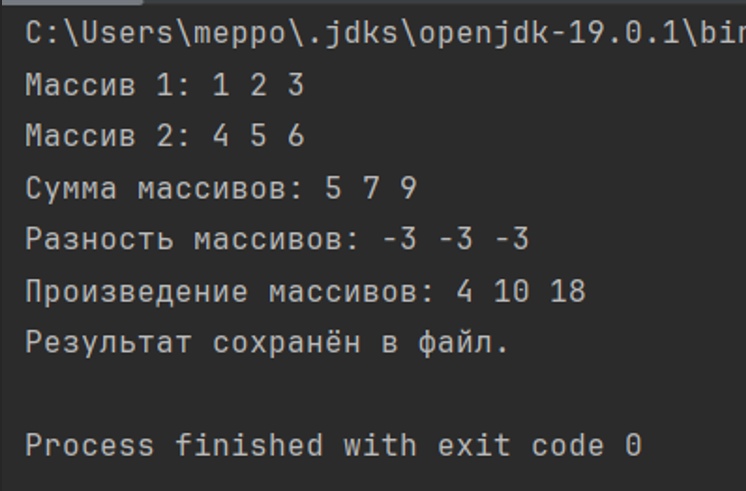 C:\Users\meppo\.jdks\openjdk-19.0.1\bin
Массив 1: 1 2 3
Массив 2: 4 5 6
Сумма массивов: 5 7 9
Разность массивов: -3 -3 -3
Произведение массивов: 4 10 18
Результат сохранён в файл.
Process finished with exit code 0